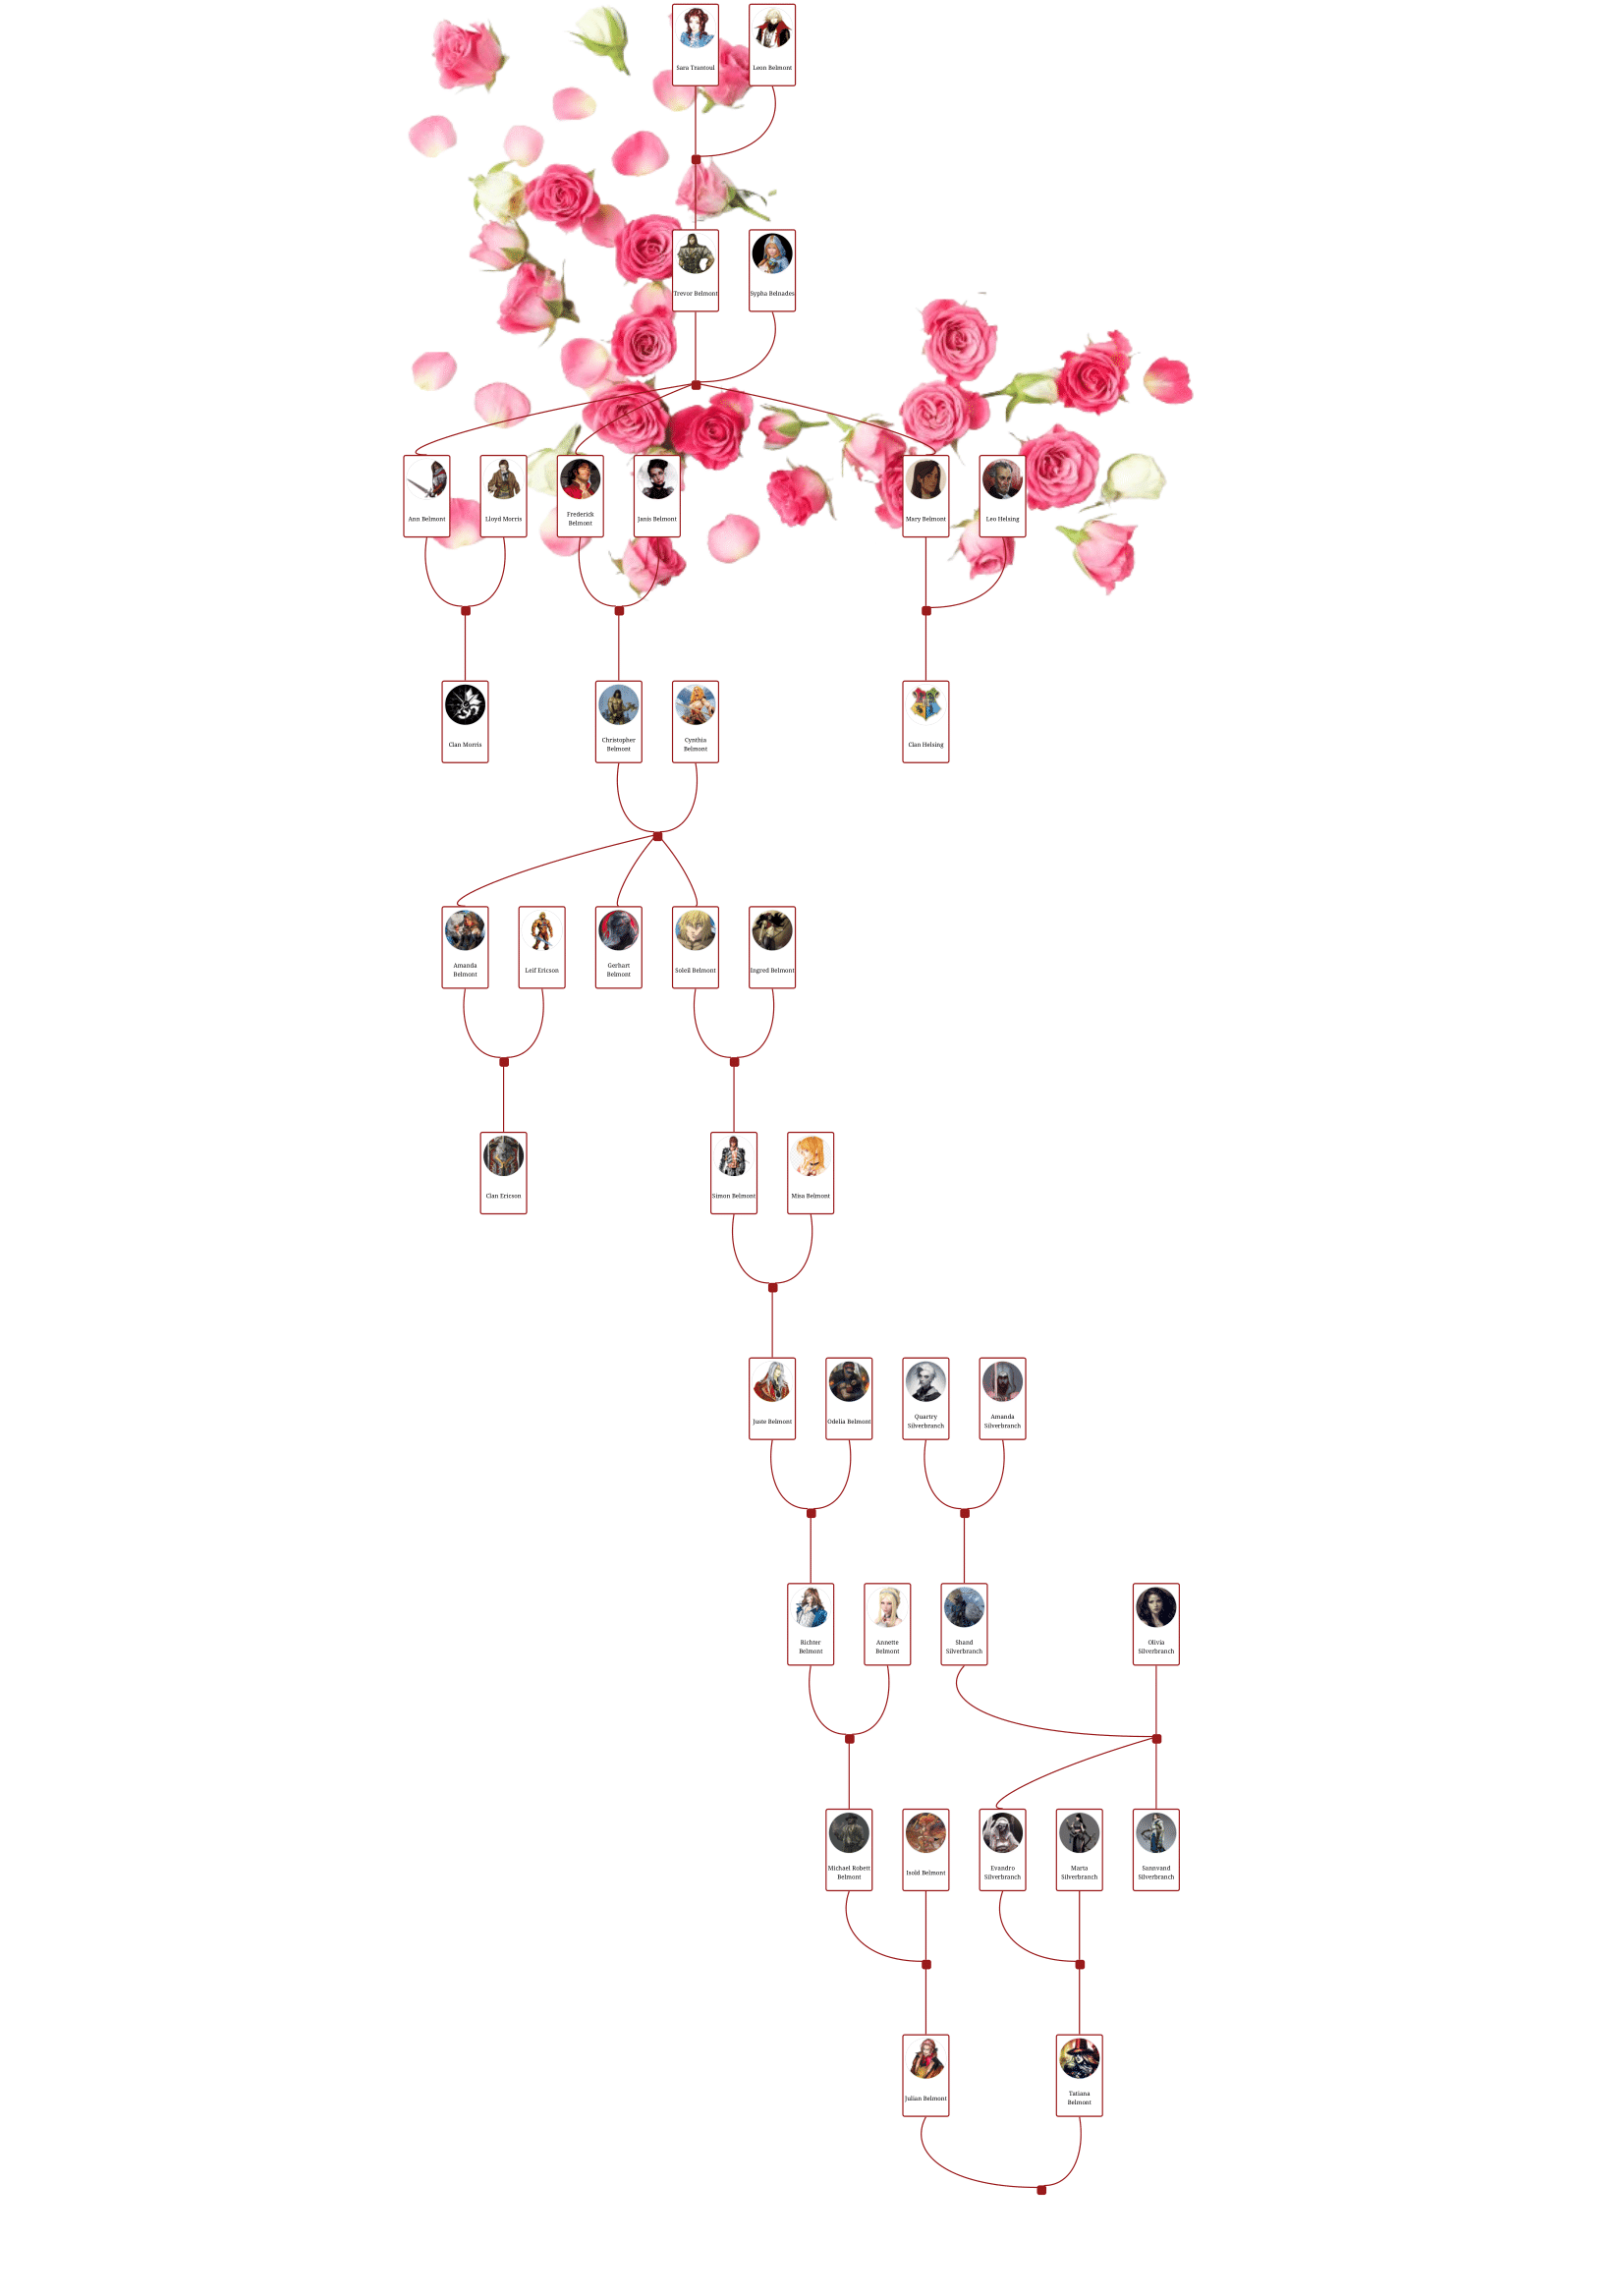 Sara Trantoul
Leon Belmont
Trevor Belmont
Sypha Belnades
Ann Belmont
Lloyd Morris
Frederick
Belmont
Janis Belmont
Mary Belmont
Leo Helsing
Clan Morris
Christopher
Belmont
Cynthia
Belmont
Clan Helsing
Amanda
Belmont
Leif Ericson
Gerhart
Belmont
Soleil Belmont
Ingred Belmont
Clan Ericson
Simon Belmont
Misa Belmont
Juste Belmont
Odelia Belmont
Quartry
Silverbranch
Amanda
Silverbranch
Richter
Belmont
Annette
Belmont
Shand
Silverbranch
Olivia
Silverbranch
Michael Robert
Belmont
Isold Belmont
Evandro
Silverbranch
Marta
Silverbranch
Sannvand
Silverbranch
Julian Belmont
Tatiana
Belmont